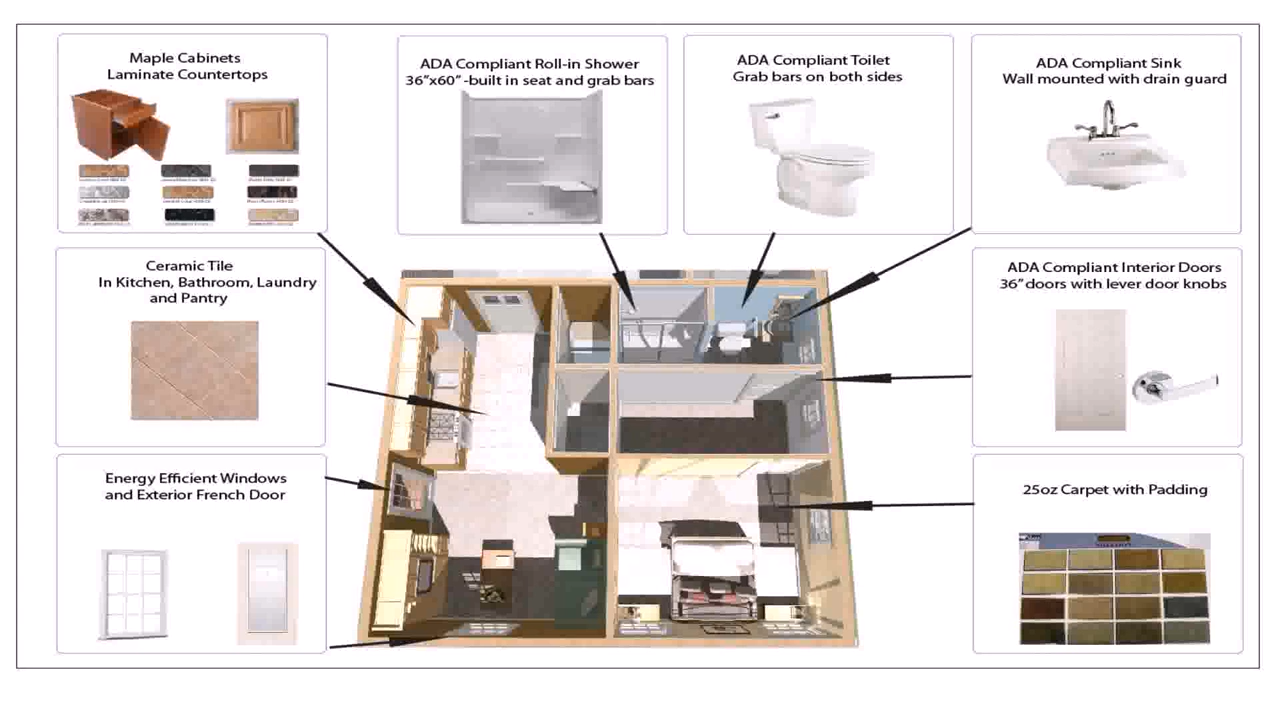 Maple Cabinets
Laminate Countertops
ADA Compliant Roll-in Shower
36”x60” -built in seat and grab bars
ADA Compliant Toilet
Grab bars on both sides
ADA Compliant Sink
Wall mounted with drain guard
Ceramic Tile
In Kitchen, Bathroom, Laundry
and Pantry
ADA Compliant Interior Doors
36” doors with lever door knobs
Energy Efficient Windows
and Exterior French Door
25oz Carpet with Padding